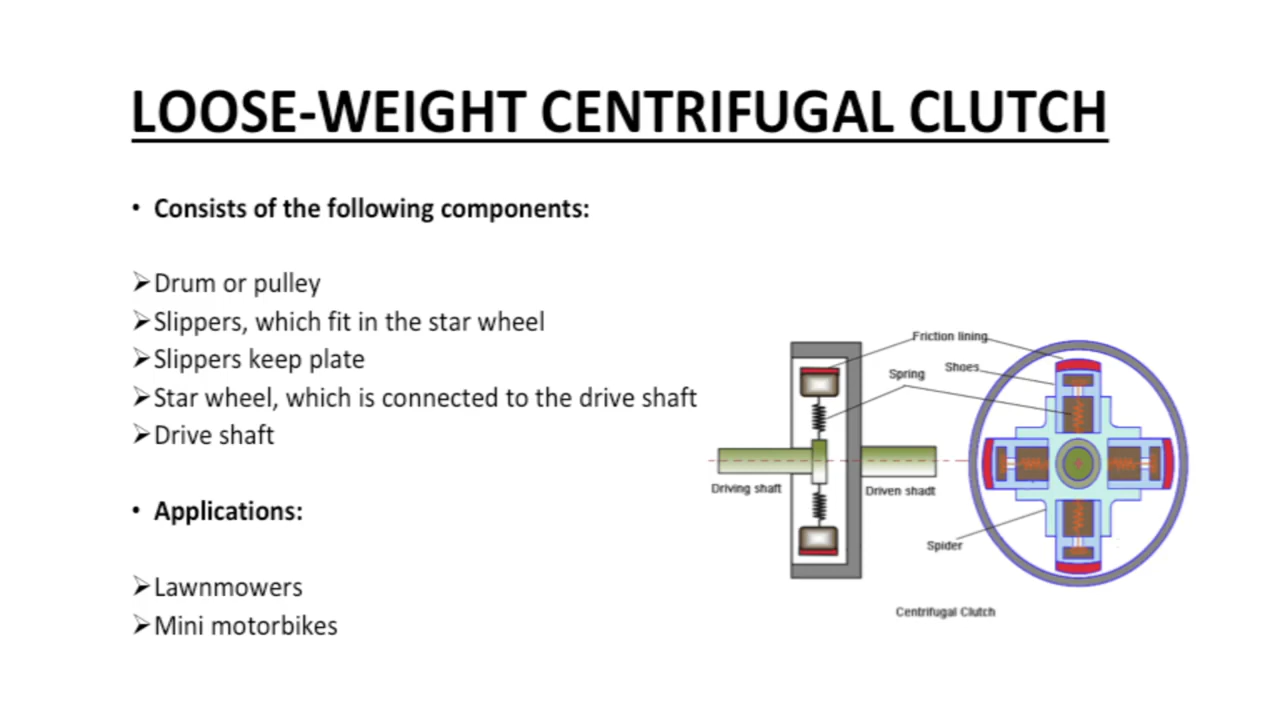 LOOSE-WEIGHT CENTRIFUGAL CLUTCH
• Consists of the following components:
➢Drum or pulley
➢Slippers, which fit in the star wheel
➢Slippers keep plate
➢Star wheel, which is connected to the drive shaft
➢Drive shaft
• Applications:
➢Lawnmowers
➢Mini motorbikes
Friction lining
Spring
Shoes
Driving shaft
Driven shadt
Spider
Centrifugal Clutch